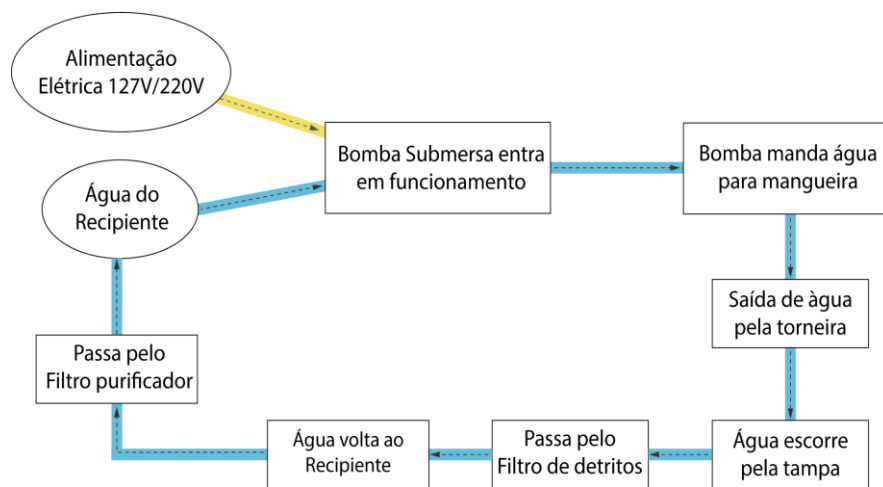 Alimentação
Elétrica 127V/220V
Bomba Submersa entra
em funcionamento
Bomba manda água
para mangueira
Água do
Recipiente
Saída de àgua
pela torneira
Passa pelo
Filtro purificador
Água volta ao
Recipiente
Passa pelo
Filtro de detritos
Água escorre
pela tampa